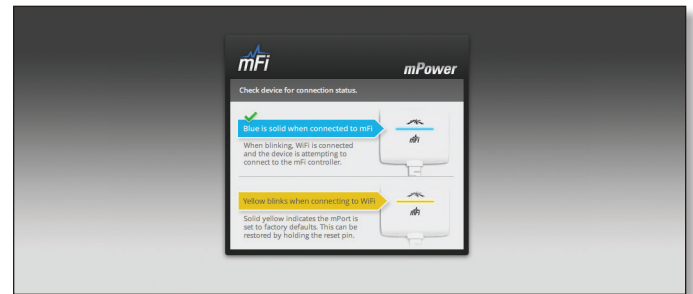 mFi
mPower
Check device for connection status.
Blue is solid when connected to mFi
When blinking, WiFi is connected
and the device is attempting to
connect to the mFi controller.
mFi
Yellow blinks when connecting to WiFi
Solid yellow indicates the mPort is
set to factory defaults. This can be
restored by holding the reset pin.
mFi